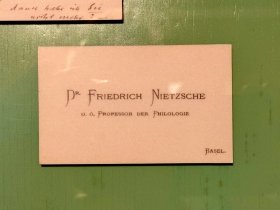 Dr. Friedrich Nietzsche
o. ö. Professor der Philologie
Basel.